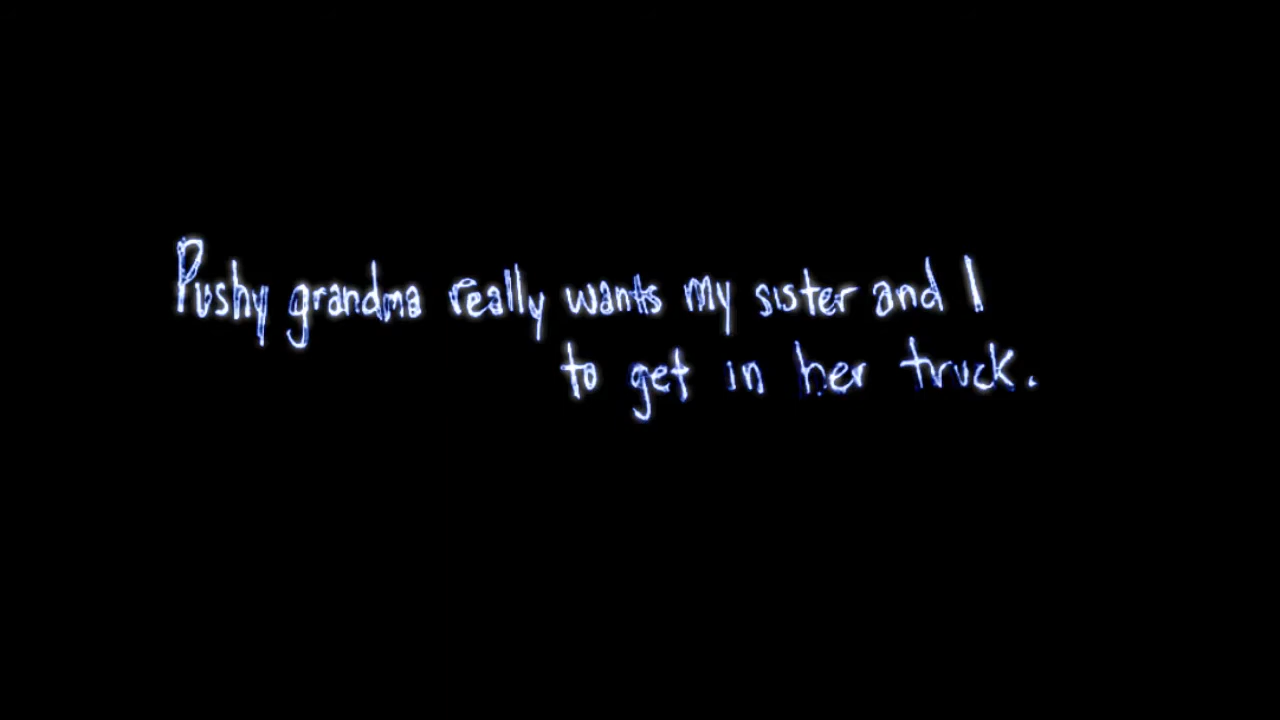 Pushy grandma really wants my sister and I
to get in her truck.